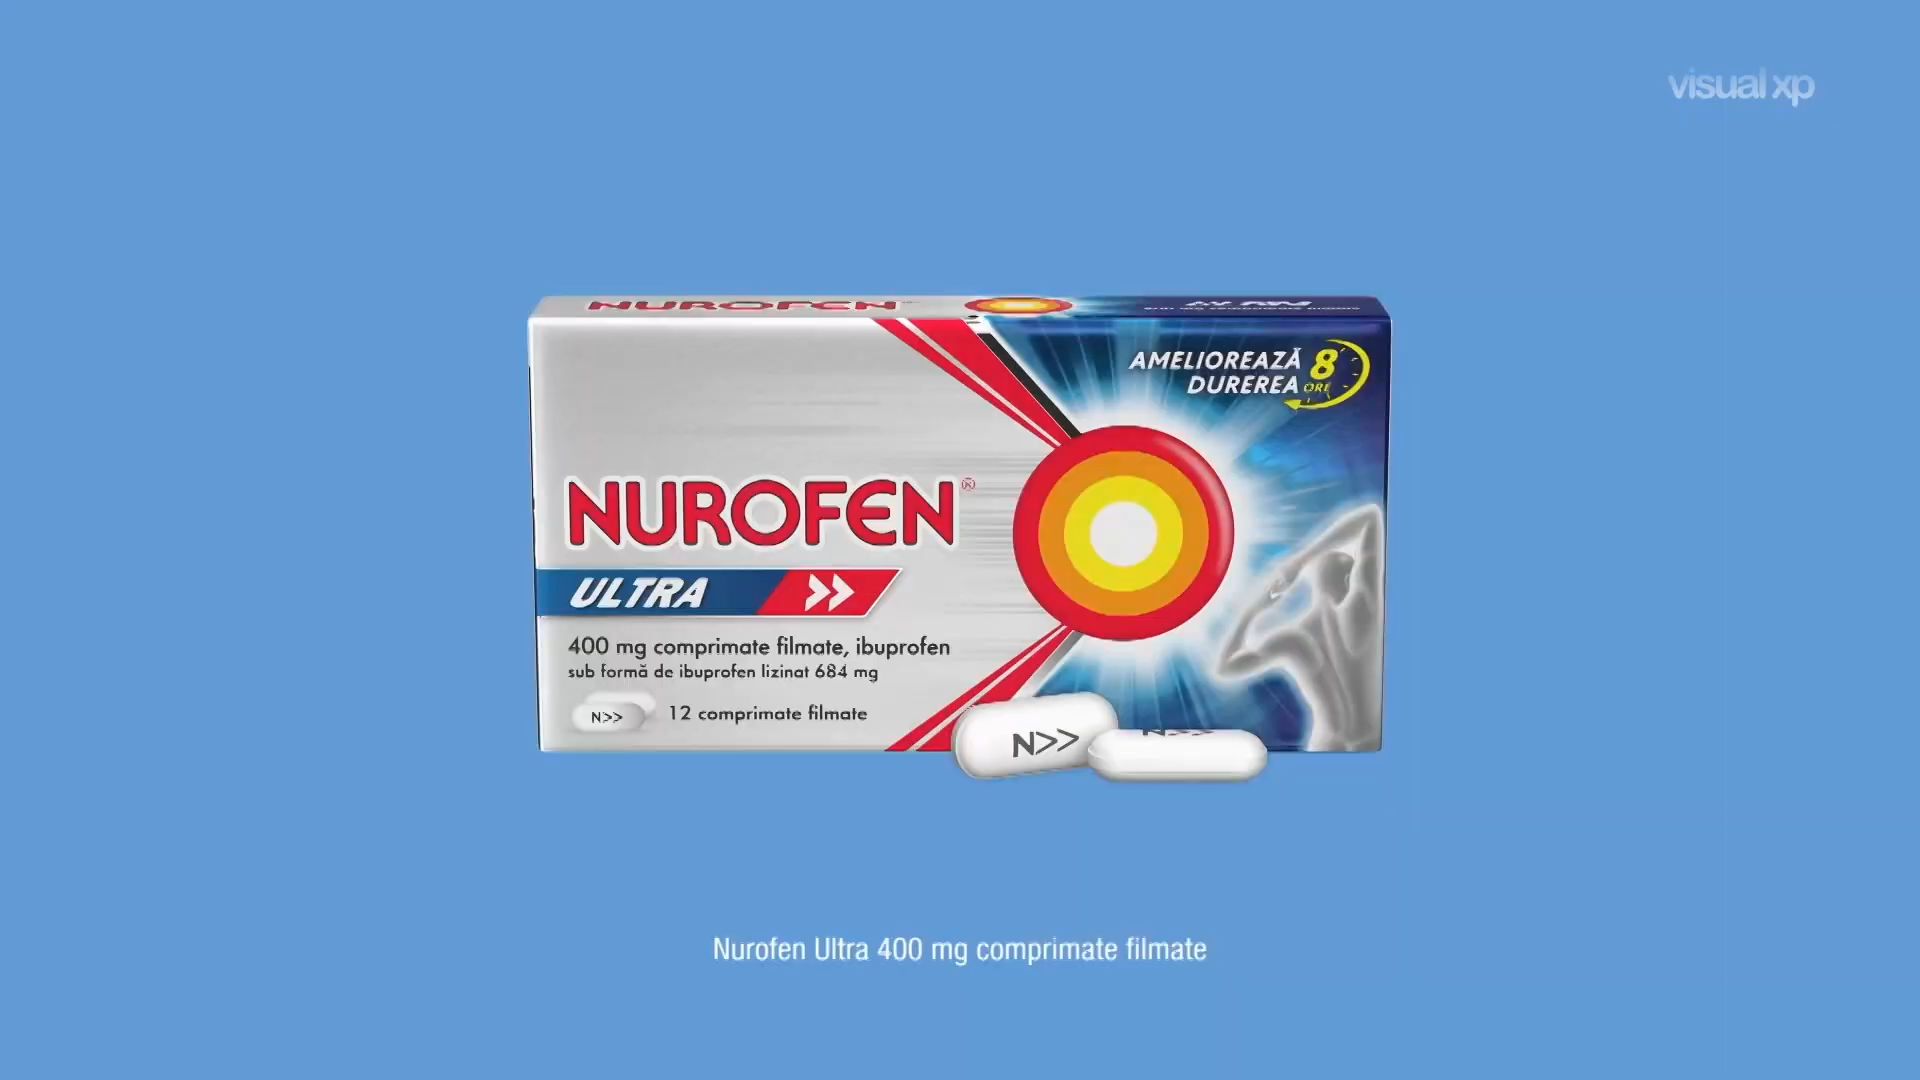 visual xp
NUROFEN
AMELIOREAZĂ 8
DUREREA ORE
NUROFEN®
ULTRA
400 mg comprimate filmate, ibuprofen
sub formă de ibuprofen lizinat 684 mg
N>>
12 comprimate filmate
N>>
N>>
Nurofen Ultra 400 mg comprimate filmate